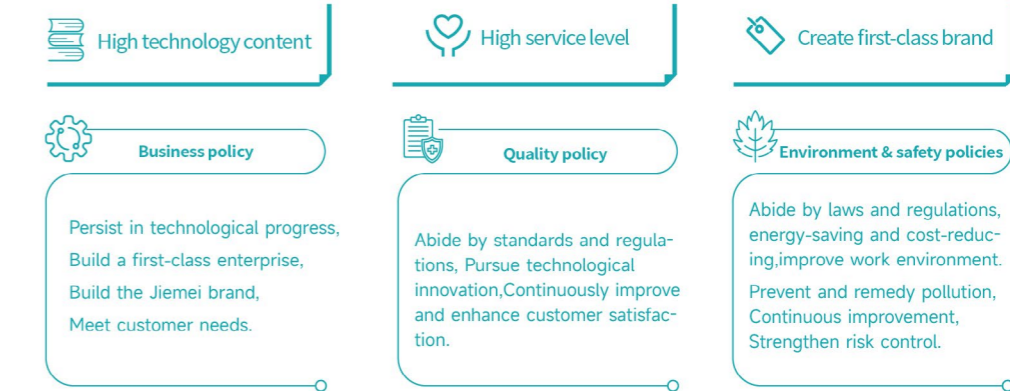 High technology content
High service level
Create first-class brand
Business policy
Persist in technological progress,
Build a first-class enterprise,
Build the Jiemei brand,
Meet customer needs.
Quality policy
Abide by standards and regula-
tions, Pursue technological
innovation,Continuously improve
and enhance customer satisfac-
tion.
Environment & safety policies
Abide by laws and regulations,
energy-saving and cost-reduc-
ing,improve work environment.
Prevent and remedy pollution,
Continuous improvement,
Strengthen risk control.